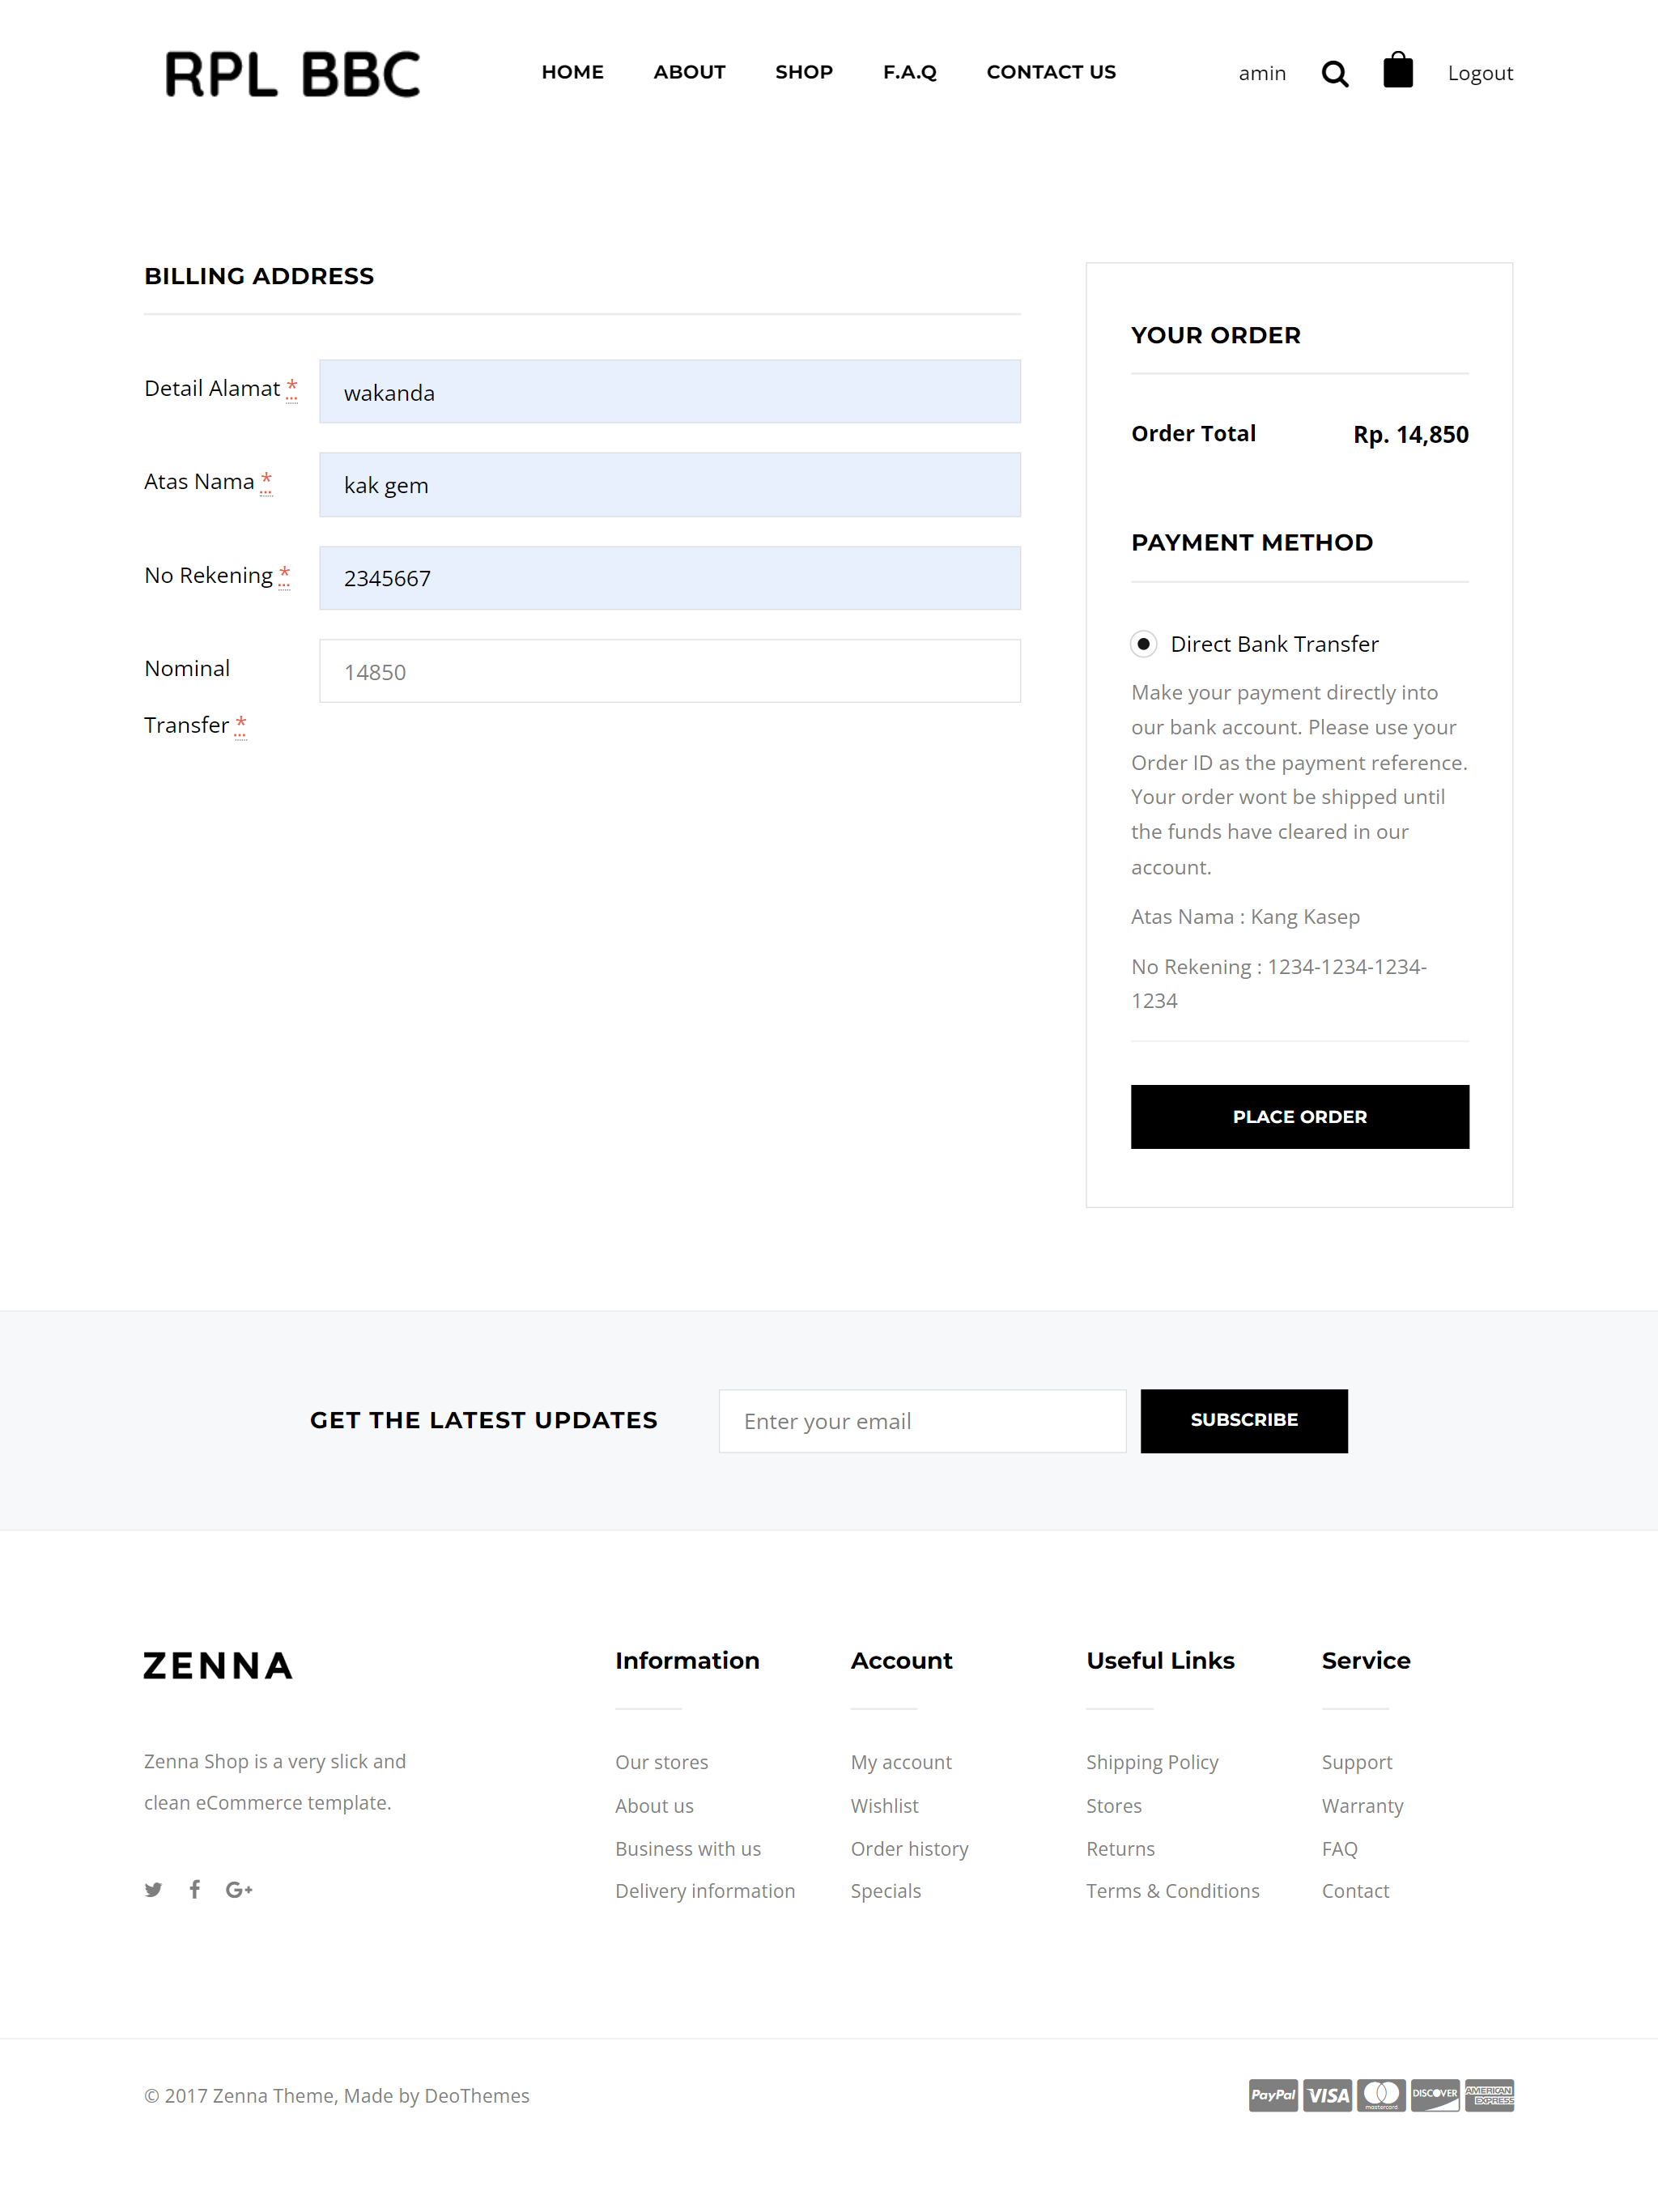 RPL BBC
HOME ABOUT SHOP F.A.Q CONTACT US amin Logout
BILLING ADDRESS
Detail Alamat * wakanda
Atas Nama * kak gem
No Rekening * 2345667
Nominal Transfer * 14850
YOUR ORDER
Order Total Rp. 14,850
PAYMENT METHOD
Direct Bank Transfer
Make your payment directly into
our bank account. Please use your
Order ID as the payment reference.
Your order wont be shipped until
the funds have cleared in our
account.
Atas Nama : Kang Kasep
No Rekening : 1234-1234-1234-
1234
PLACE ORDER
GET THE LATEST UPDATES Enter your email SUBSCRIBE
ZENNA
Zenna Shop is a very slick and
clean eCommerce template.
G+
Information
Our stores
About us
Business with us
Delivery information
Account
My account
Wishlist
Order history
Specials
Useful Links
Shipping Policy
Stores
Returns
Terms & Conditions
Service
Support
Warranty
FAQ
Contact
© 2017 Zenna Theme, Made by DeoThemes
PayPal VISA mastercard DISCOVER AMERICAN EXPRESS